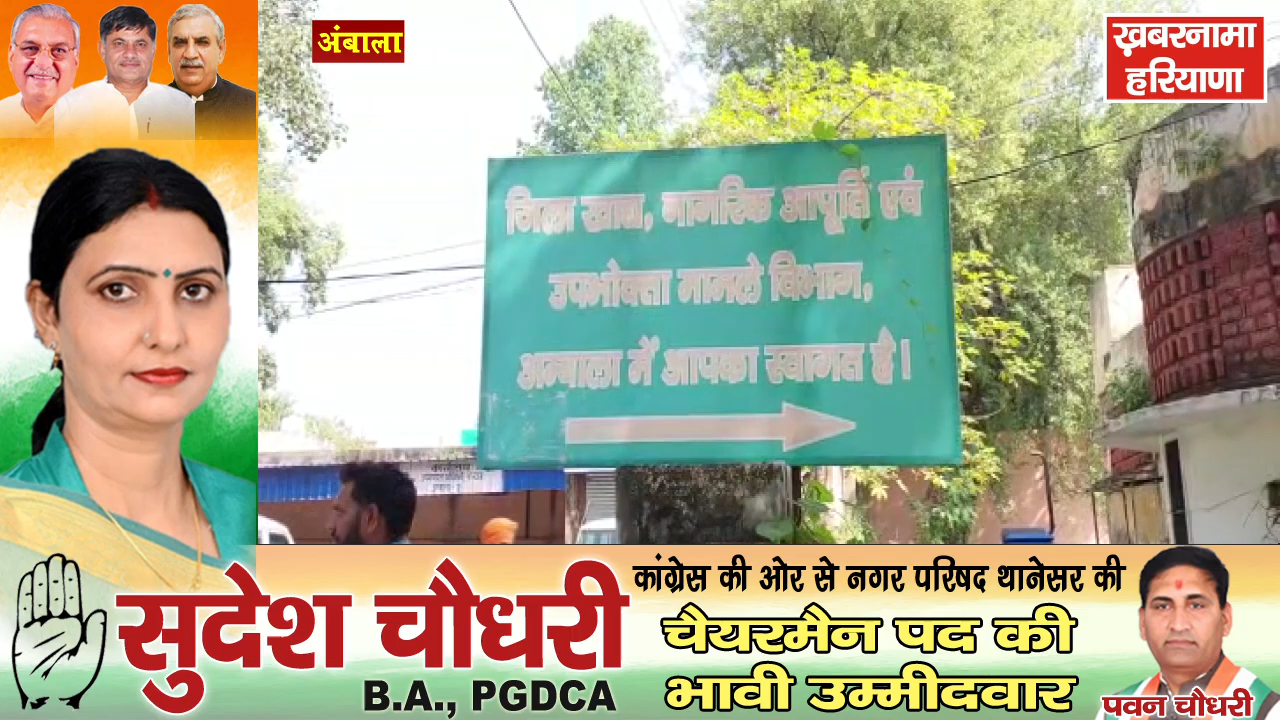 अंबाला
ख़बरनामा
हरियाणा
जिला खाद्य, नागरिक आपूर्ति एवं
उपभोक्ता मामले विभाग,
अम्बाला में आपका स्वागत है।
सुदेश चौधरी
B.A., PGDCA
कांग्रेस की ओर से नगर परिषद थानेसर की
चैयरमैन पद की
भावी उम्मीदवार
पवन चौधरी